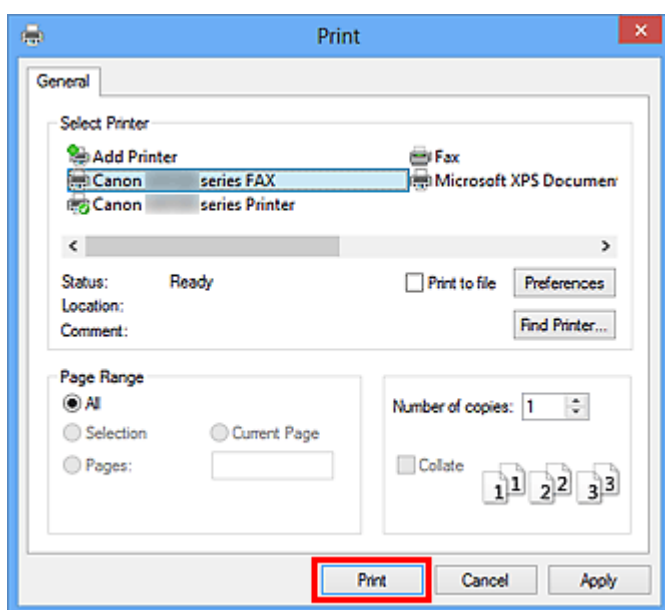 Print
General
Select Printer
Add Printer
Fax
Canon series FAX
Microsoft XPS Documen
Canon series Printer
Status: Ready
Print to file
Preferences
Location:
Comment:
Find Printer...
Page Range
All
Selection
Current Page
Pages:
Number of copies: 1
Collate
1 1 2 2 3 3
Print
Cancel
Apply